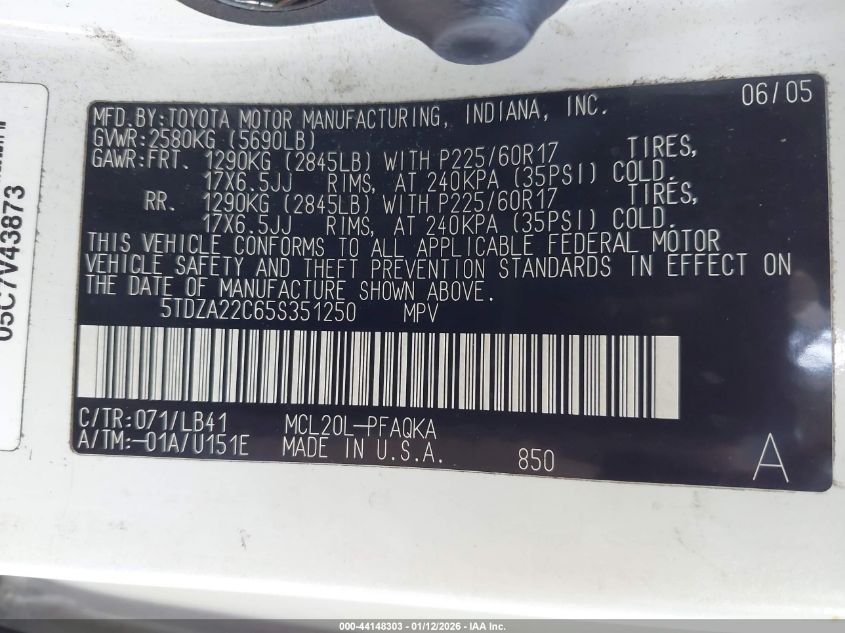 MFD.BY:TOYOTA MOTOR MANUFACTURING, INDIANA, INC. 06/05
GVWR:2580KG (5690LB)
GAWR:FRT. 1290KG (2845LB) WITH P225/60R17 TIRES,
17X6.5JJ RIMS, AT 240KPA (35PSI) COLD.
RR. 1290KG (2845LB) WITH P225/60R17 TIRES,
17X6.5JJ RIMS, AT 240KPA (35PSI) COLD.
THIS VEHICLE CONFORMS TO ALL APPLICABLE FEDERAL MOTOR
VEHICLE SAFETY AND THEFT PREVENTION STANDARDS IN EFFECT ON
THE DATE OF MANUFACTURE SHOWN ABOVE.
5TDZA22C65S351250 MPV
C/TR:071/LB41 MCL20L-PFAQKA
A/TM:-01A/U151E MADE IN U.S.A. 850 A
05C7V43873
000-44148303 - 01/12/2026 - IAA Inc.